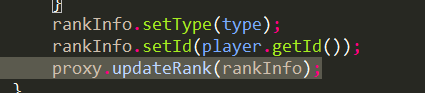 }
rankInfo.setType(type);
rankInfo.setId(player.getId());
proxy.updateRank(rankInfo);
}